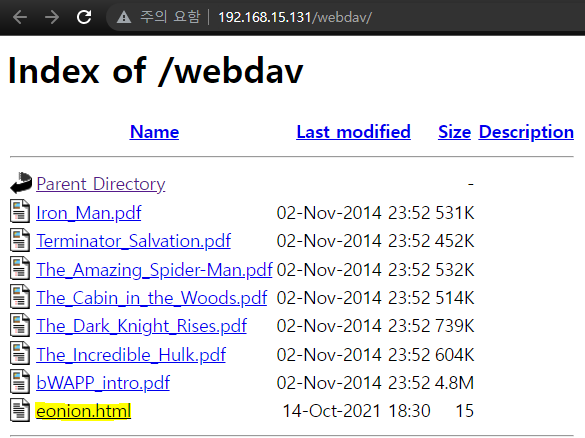 주의 요함 192.168.15.131/webdav/
Index of /webdav
Name Last modified Size Description
Parent Directory -
Iron_Man.pdf 02-Nov-2014 23:52 531K
Terminator_Salvation.pdf 02-Nov-2014 23:52 452K
The_Amazing_Spider-Man.pdf 02-Nov-2014 23:52 532K
The_Cabin_in_the_Woods.pdf 02-Nov-2014 23:52 514K
The_Dark_Knight_Rises.pdf 02-Nov-2014 23:52 739K
The_Incredible_Hulk.pdf 02-Nov-2014 23:52 604K
bWAPP_intro.pdf 02-Nov-2014 23:52 4.8M
eonion.html 14-Oct-2021 18:30 15